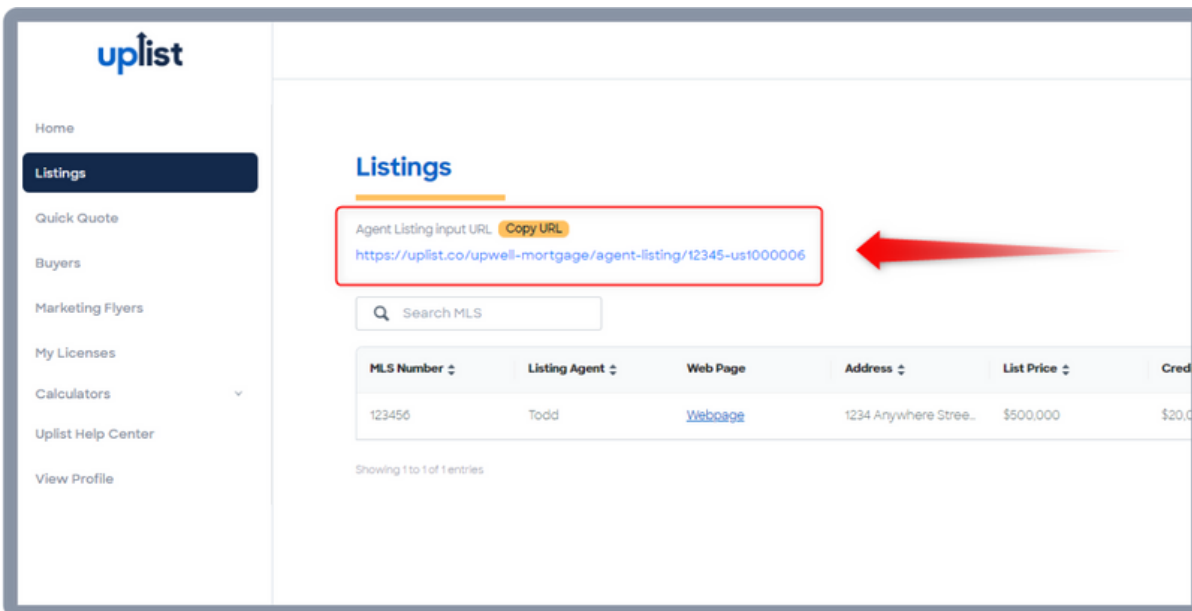 uplist
Home
Listings
Quick Quote
Buyers
Marketing Flyers
My Licenses
Calculators
Uplist Help Center
View Profile
Listings
Agent Listing input URL Copy URL
https://uplist.co/upwell-mortgage/agent-listing/12345-us1000006
Search MLS
MLS Number Listing Agent Web Page Address List Price Cred
123456 Todd Webpage 1234 Anywhere Stree... $500,000 $20,0
Showing 1 to 1 of 1 entries